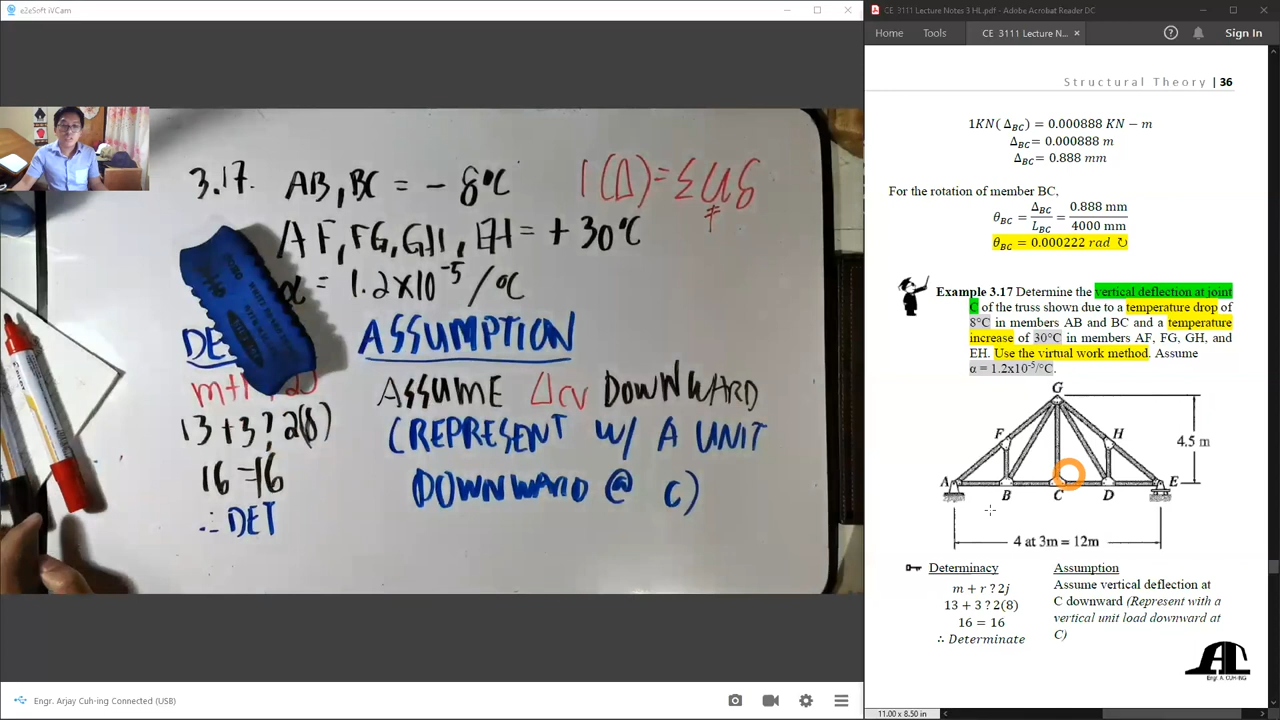 e2eSoft iVCam
3.17. AB, BC = - 8°C
1(Δ)=Σuδ
AF, FG, GH, EH = + 30°C
α = 1.2x10⁻⁵/°C
ASSUMPTION
ASSUME Δcv DOWNWARD
13 + 3 ? 2(8)
(REPRESENT W/ A UNIT
16 = 16
DOWNWARD @ C)
∴ DET
Engr. Arjay Cuh-ing Connected (USB)
CE 3111 Lecture Notes 3 HL.pdf - Adobe Acrobat Reader DC
Home Tools CE 3111 Lecture N... × Sign In
Structural Theory | 36
1KN( Δ_BC) = 0.000888 KN − m
Δ_BC= 0.000888 m
Δ_BC= 0.888 mm
For the rotation of member BC,
θ_BC = Δ_BC / L_BC = 0.888 mm / 4000 mm
θ_BC = 0.000222 rad ↻
Example 3.17 Determine the vertical deflection at joint
C of the truss shown due to a temperature drop of
8°C in members AB and BC and a temperature
increase of 30°C in members AF, FG, GH, and
EH. Use the virtual work method. Assume
α = 1.2x10⁻⁵/°C.
G
F H
4.5 m
A E
B C D
4 at 3m = 12m
Determinacy
m + r ? 2j
13 + 3 ? 2(8)
16 = 16
∴ Determinate
Assumption
Assume vertical deflection at
C downward (Represent with a
vertical unit load downward at
C)
AC
Engr. A. CUH-ING
11.00 x 8.50 in